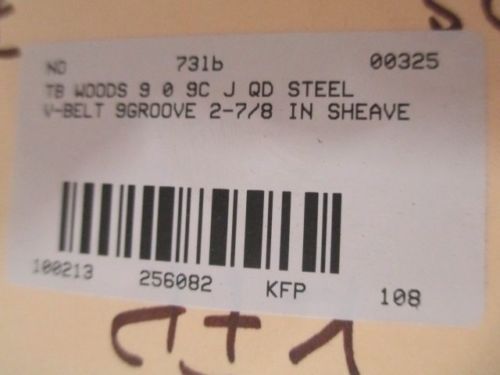 ND 731b 00325
TB WOODS 9 0 9C J QD STEEL
V-BELT 9GROOVE 2-7/8 IN SHEAVE
100213 256082 KFP 108